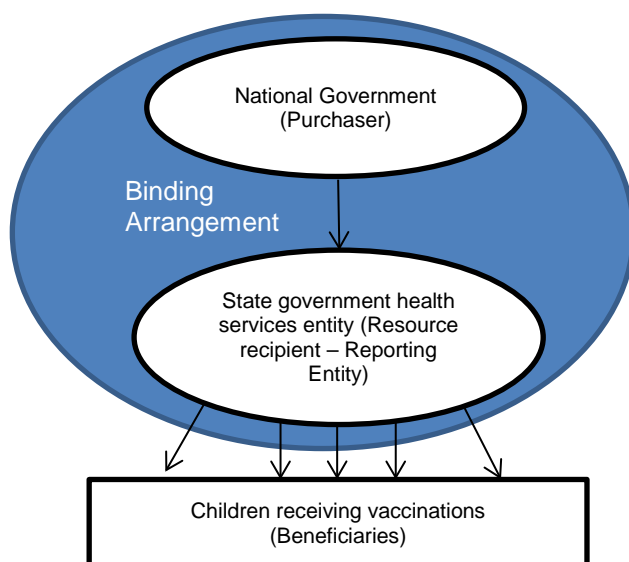 National Government
(Purchaser)
Binding
Arrangement
State government health
services entity (Resource
recipient – Reporting
Entity)
Children receiving vaccinations
(Beneficiaries)